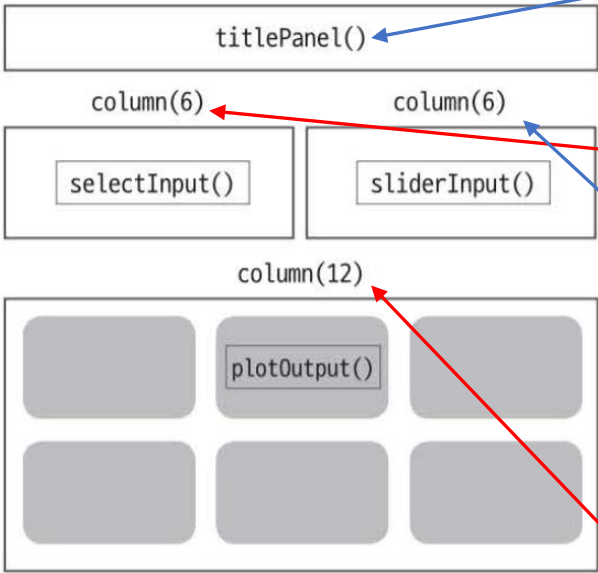 titlePanel()
column(6) column(6)
selectInput() sliderInput()
column(12)
plotOutput()